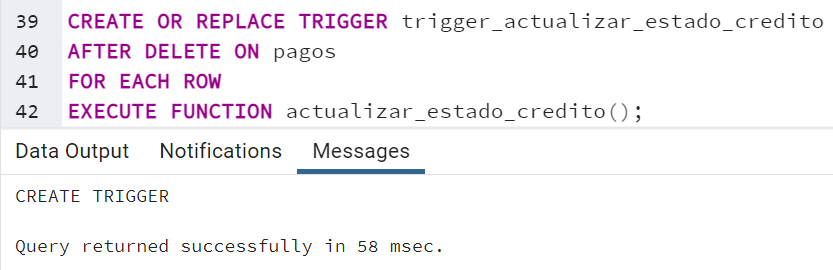 39 CREATE OR REPLACE TRIGGER trigger_actualizar_estado_credito
40 AFTER DELETE ON pagos
41 FOR EACH ROW
42 EXECUTE FUNCTION actualizar_estado_credito();
Data Output Notifications Messages
CREATE TRIGGER
Query returned successfully in 58 msec.